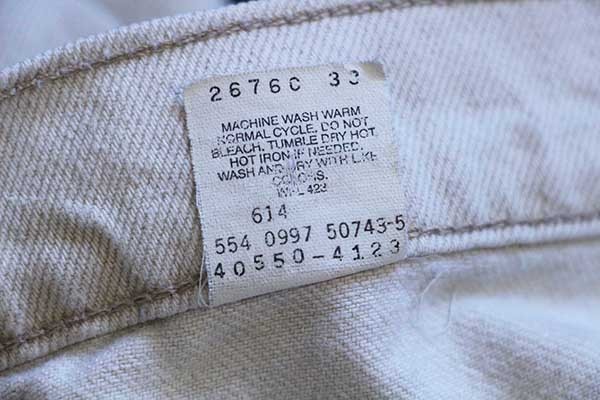 26760 33
MACHINE WASH WARM
NORMAL CYCLE. DO NOT
BLEACH. TUMBLE DRY HOT.
HOT IRON IF NEEDED.
WASH AND DRY WITH LIKE
COLORS.
WPL 423
614
554 0997 50743-5
40550-4123